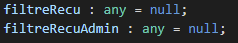 filtreRecu : any = null;
filtreRecuAdmin : any = null;